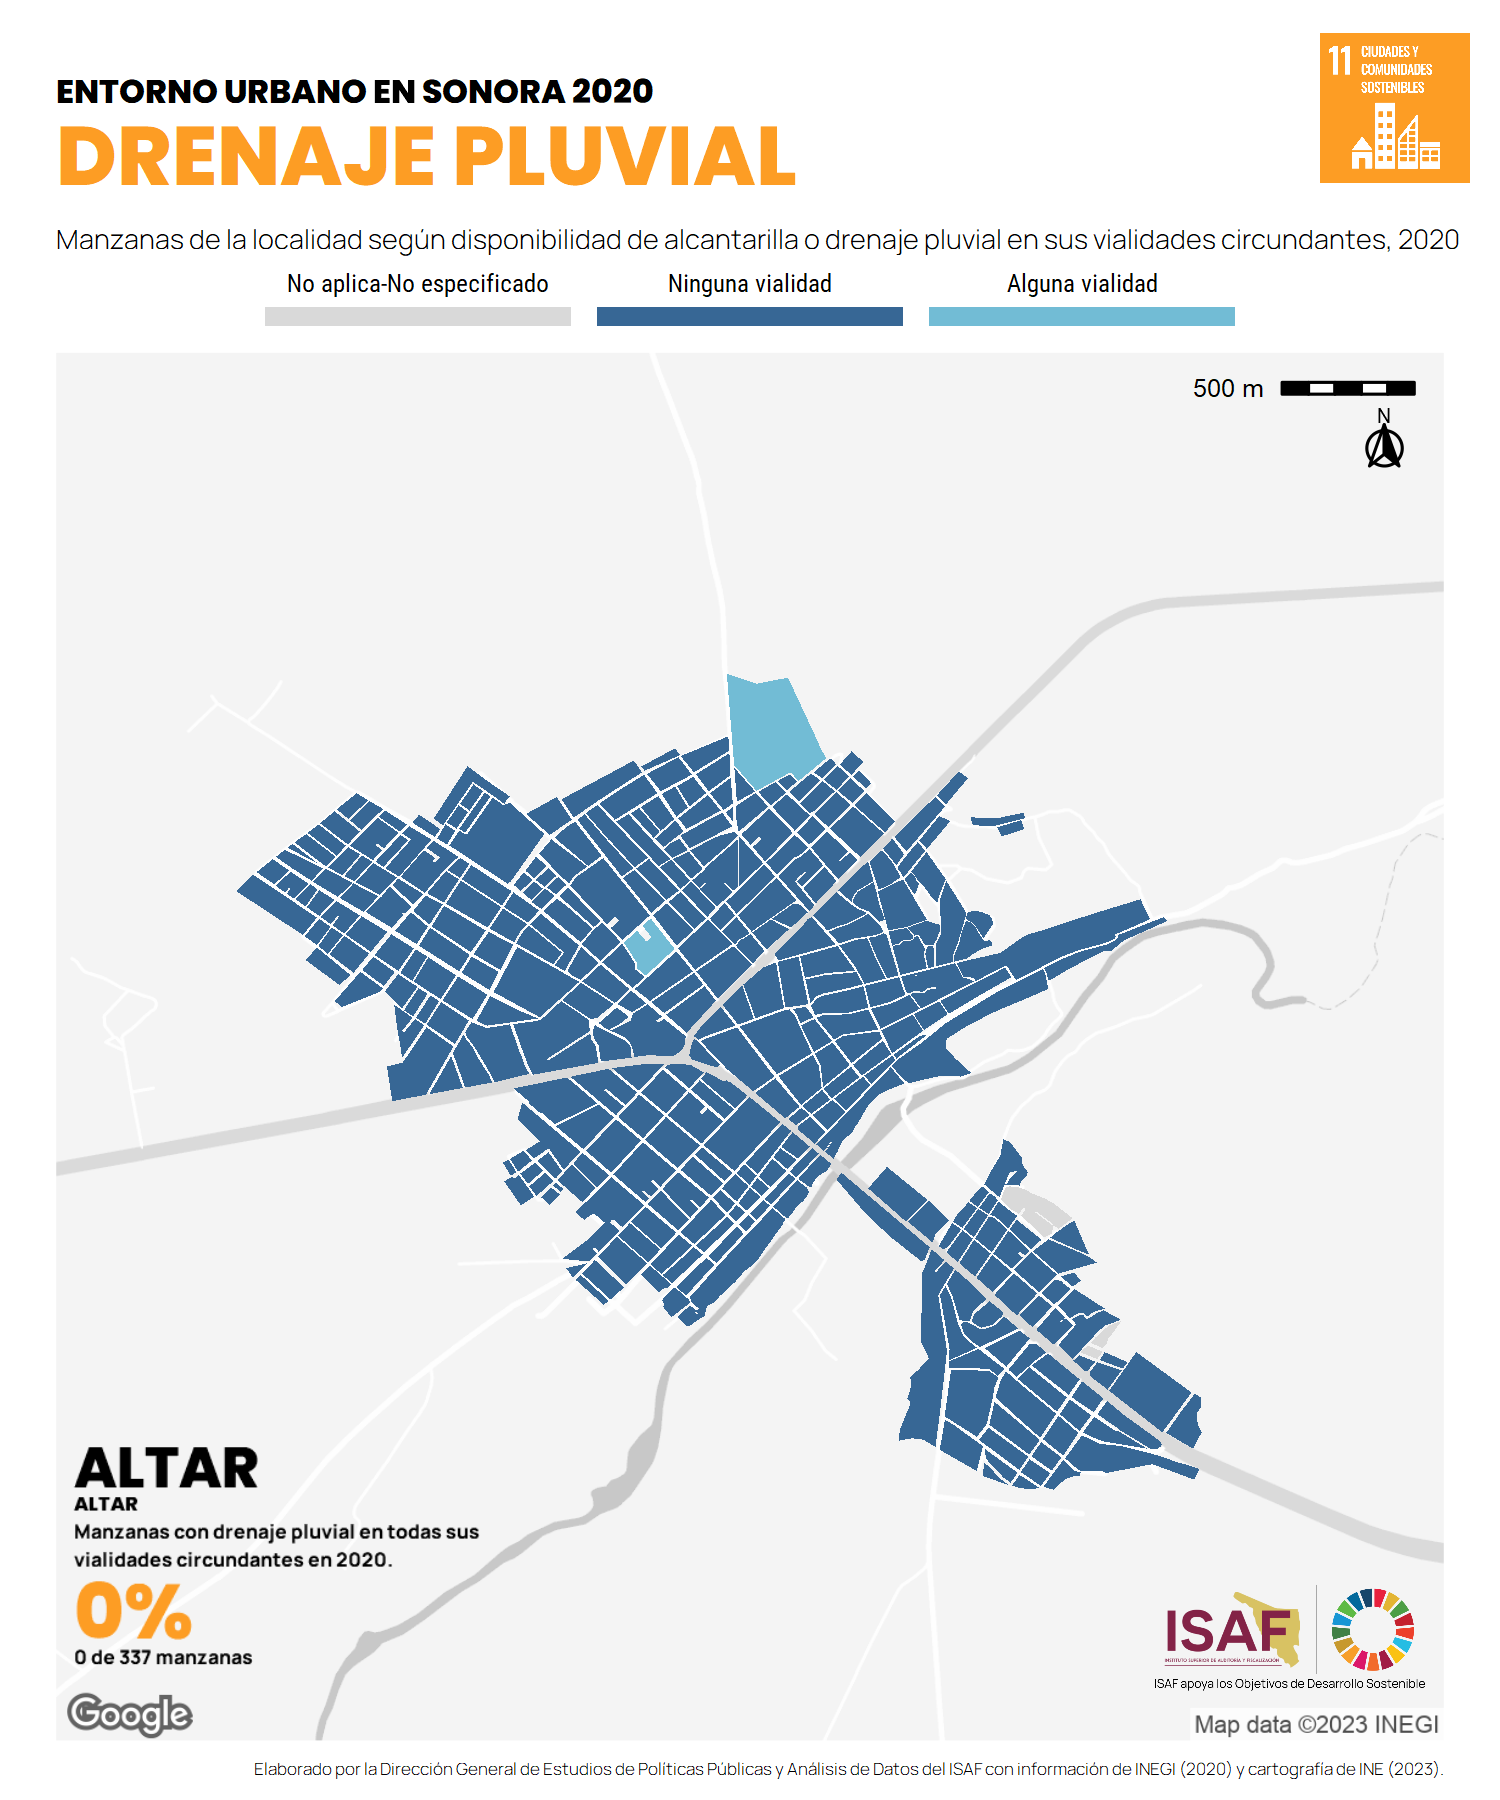 ENTORNO URBANO EN SONORA 2020
DRENAJE PLUVIAL
11 CIUDADES Y
COMUNIDADES
SOSTENIBLES
Manzanas de la localidad según disponibilidad de alcantarilla o drenaje pluvial en sus vialidades circundantes, 2020
No aplica-No especificado
Ninguna vialidad
Alguna vialidad
500 m
N
ALTAR
ALTAR
Manzanas con drenaje pluvial en todas sus
vialidades circundantes en 2020.
0%
0 de 337 manzanas
Google
ISAF
INSTITUTO SUPERIOR DE AUDITORÍA Y FISCALIZACIÓN
ISAF apoya los Objetivos de Desarrollo Sostenible
Map data ©2023 INEGI
Elaborado por la Dirección General de Estudios de Políticas Públicas y Análisis de Datos del ISAF con información de INEGI (2020) y cartografía de INE (2023).